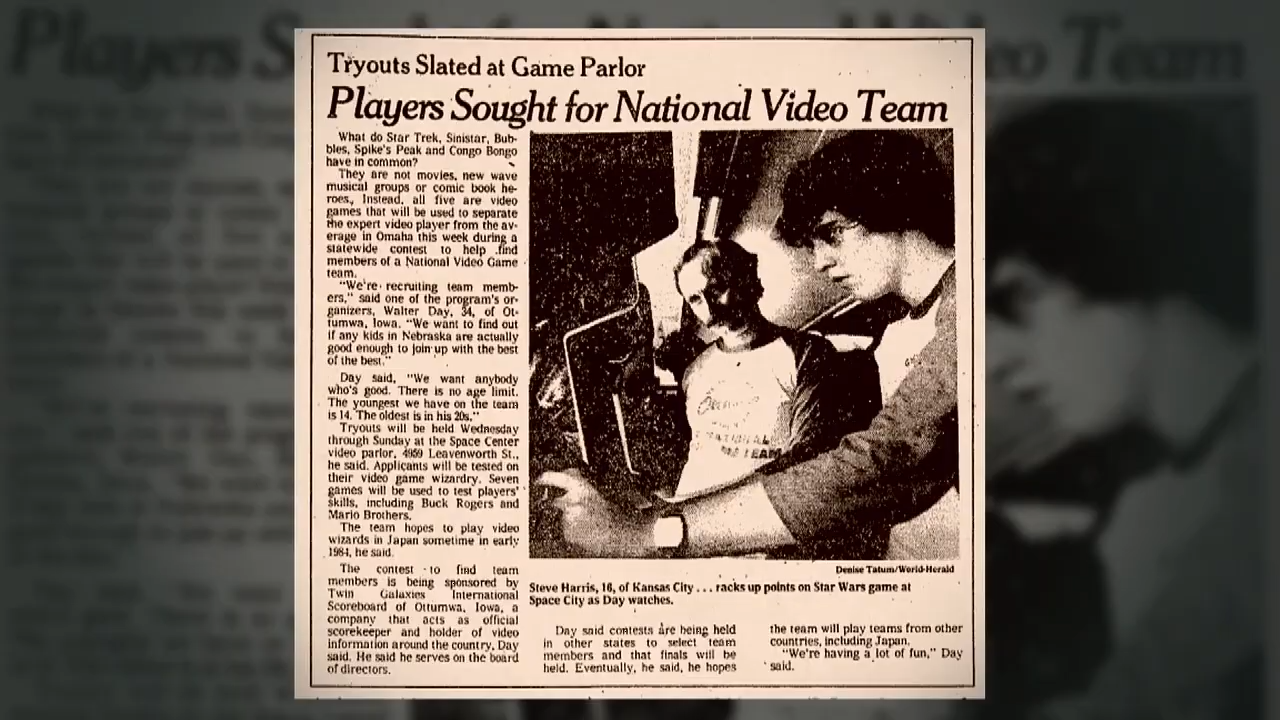 Tryouts Slated at Game Parlor
Players Sought for National Video Team
What do Star Trek, Sinistar, Bub-
bles, Spike's Peak and Congo Bongo
have in common?
They are not movies, new wave
musical groups or comic book he-
roes. Instead, all five are video
games that will be used to separate
the expert video player from the av-
erage in Omaha this week during a
statewide contest to help find
members of a National Video Game
team.
"We're recruiting team memb-
ers," said one of the program's or-
ganizers, Walter Day, 34, of Ot-
tumwa, Iowa. "We want to find out
if any kids in Nebraska are actually
good enough to join up with the best
of the best."
Day said, "We want anybody
who's good. There is no age limit.
The youngest we have on the team
is 14. The oldest is in his 20s."
Tryouts will be held Wednesday
through Sunday at the Space Center
video parlor, 4959 Leavenworth St.,
he said. Applicants will be tested on
their video game wizardry. Seven
games will be used to test players'
skills, including Buck Rogers and
Mario Brothers.
The team hopes to play video
wizards in Japan sometime in early
1984, he said.
The contest to find team
members is being sponsored by
Twin Galaxies International
Scoreboard of Ottumwa, Iowa, a
company that acts as official
scorekeeper and holder of video
information around the country, Day
said. He said he serves on the board
of directors.
Denise Tatum/World-Herald
Steve Harris, 16, of Kansas City . . . racks up points on Star Wars game at
Space City as Day watches.
Day said contests are being held
in other states to select team
members and that finals will be
held. Eventually, he said, he hopes
the team will play teams from other
countries, including Japan.
"We're having a lot of fun," Day
said.